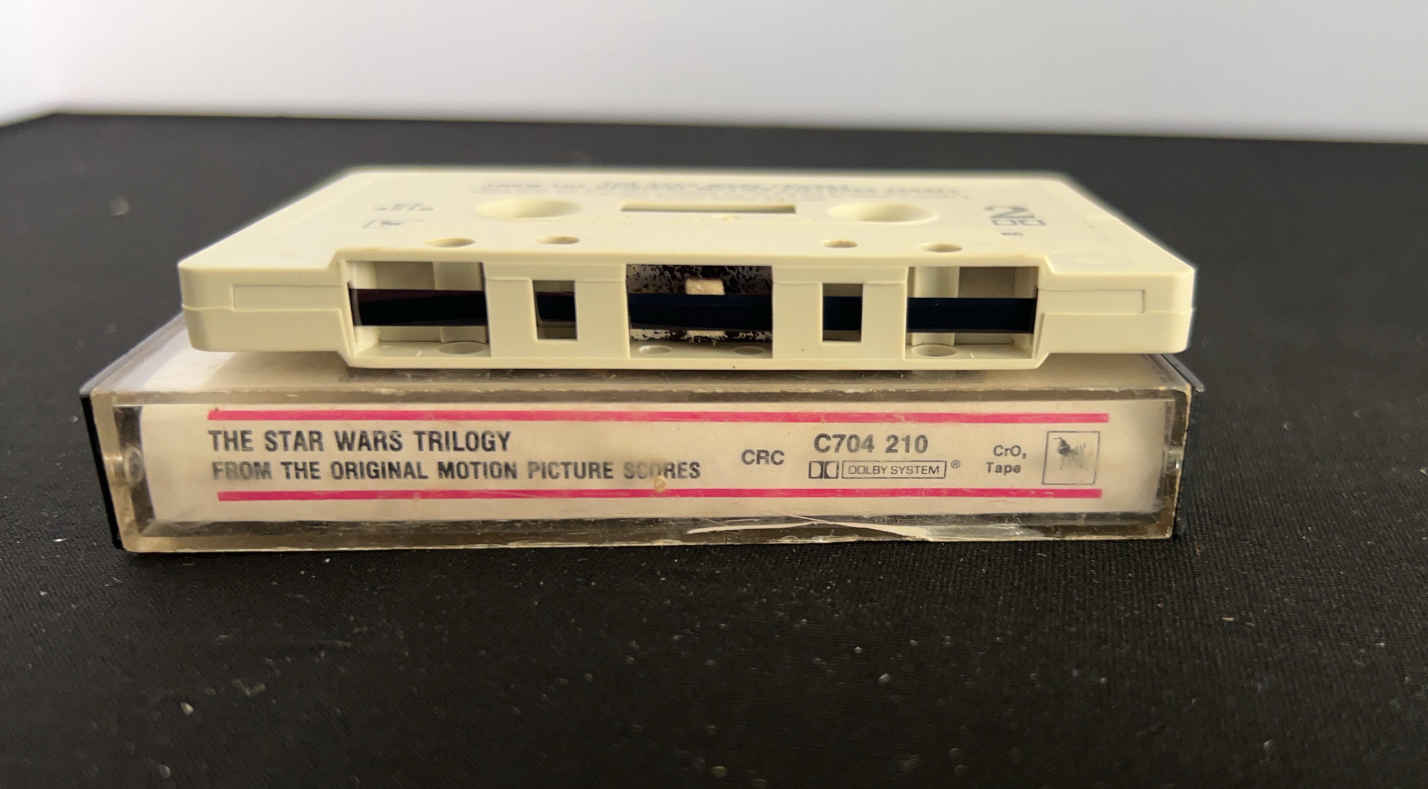 THE STAR WARS TRILOGY
FROM THE ORIGINAL MOTION PICTURE SCORES
CRC
C704 210
DOLBY SYSTEM ®
CrO₂
Tape